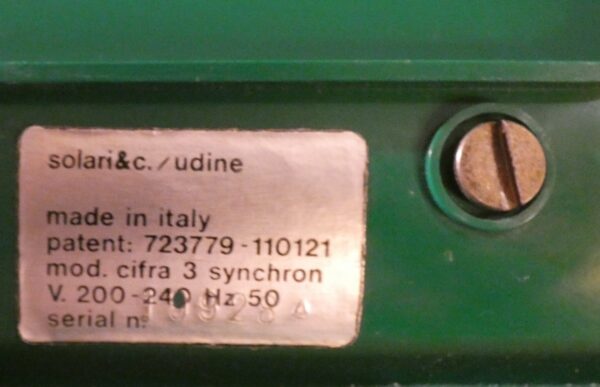 solari&c./udine
made in italy
patent: 723779-110121
mod. cifra 3 synchron
V. 200-240 Hz 50
serial n: